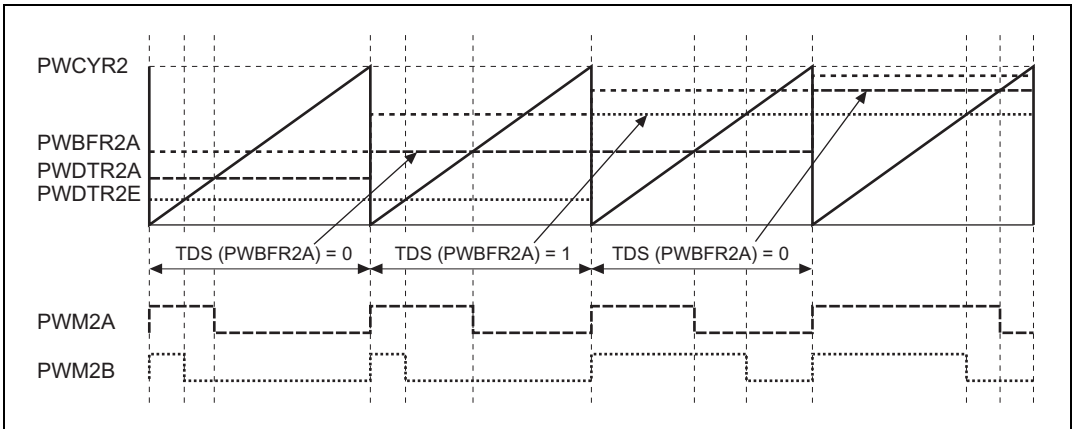 PWCYR2
PWBFR2A
PWDTR2A
PWDTR2E
TDS (PWBFR2A) = 0
TDS (PWBFR2A) = 1
TDS (PWBFR2A) = 0
PWM2A
PWM2B